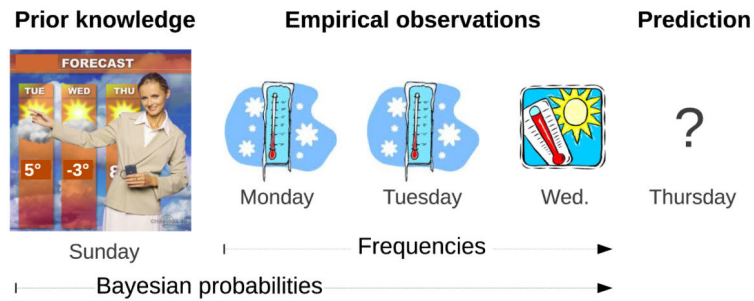 Prior knowledge
Empirical observations
Prediction
FORECAST
TUE
WED
THU
5°
-3°
?
Monday
Tuesday
Wed.
Thursday
Sunday
Frequencies
Bayesian probabilities